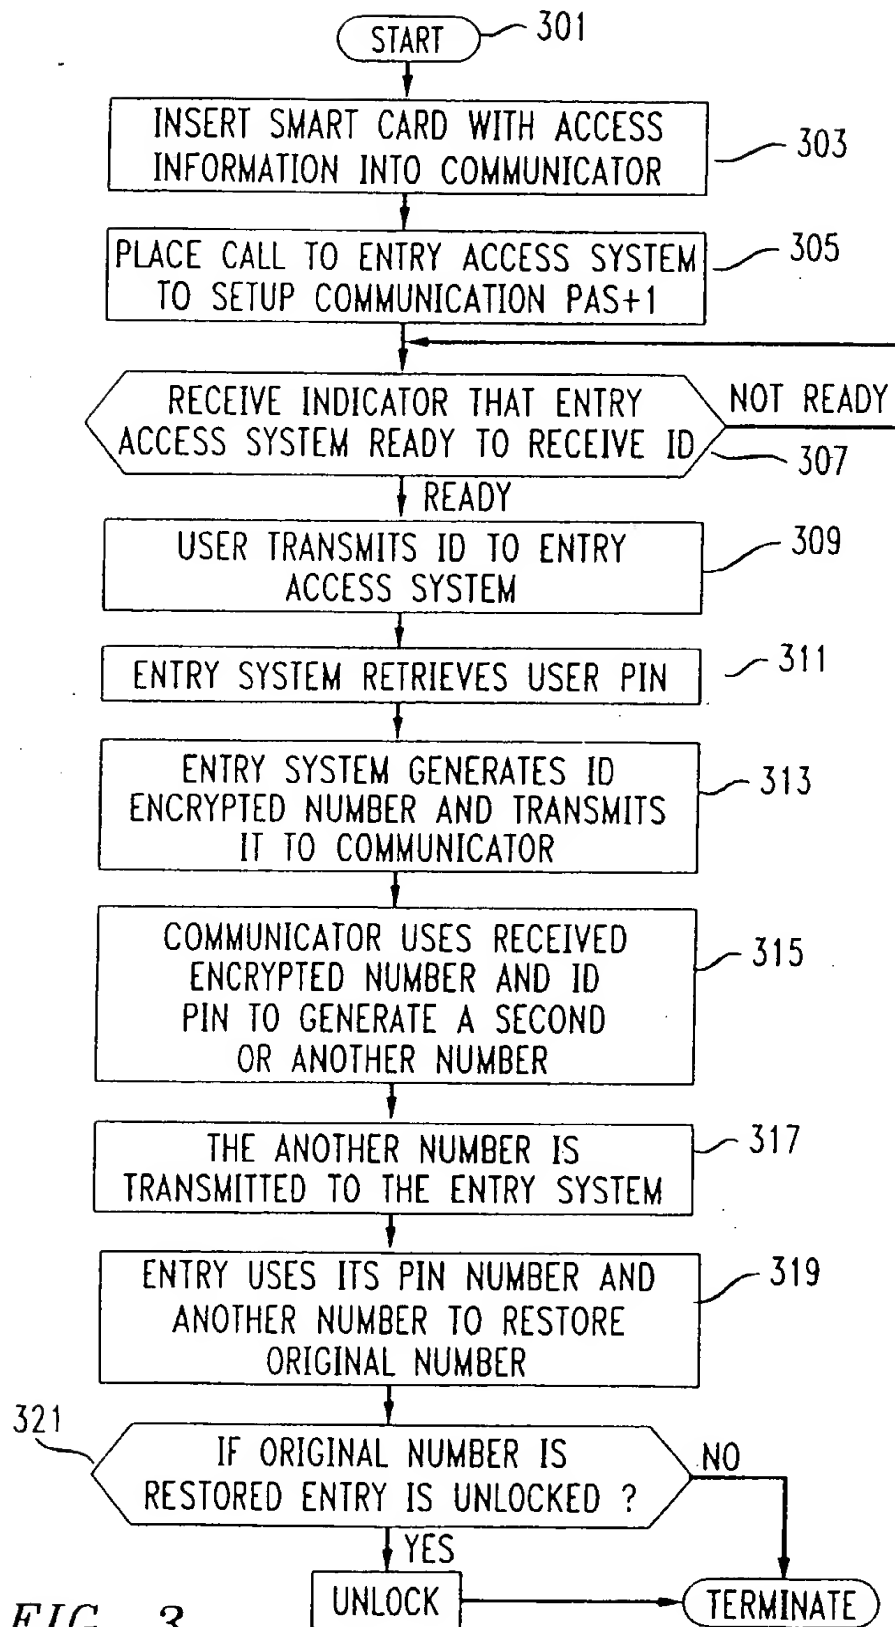 START
301
INSERT SMART CARD WITH ACCESS
INFORMATION INTO COMMUNICATOR
303
PLACE CALL TO ENTRY ACCESS SYSTEM
TO SETUP COMMUNICATION PAS+1
305
RECEIVE INDICATOR THAT ENTRY
ACCESS SYSTEM READY TO RECEIVE ID
NOT READY
307
READY
USER TRANSMITS ID TO ENTRY
ACCESS SYSTEM
309
ENTRY SYSTEM RETRIEVES USER PIN
311
ENTRY SYSTEM GENERATES ID
ENCRYPTED NUMBER AND TRANSMITS
IT TO COMMUNICATOR
313
COMMUNICATOR USES RECEIVED
ENCRYPTED NUMBER AND ID
PIN TO GENERATE A SECOND
OR ANOTHER NUMBER
315
THE ANOTHER NUMBER IS
TRANSMITTED TO THE ENTRY SYSTEM
317
ENTRY USES ITS PIN NUMBER AND
ANOTHER NUMBER TO RESTORE
ORIGINAL NUMBER
319
321
IF ORIGINAL NUMBER IS
RESTORED ENTRY IS UNLOCKED ?
NO
YES
UNLOCK
TERMINATE
FIG. 3